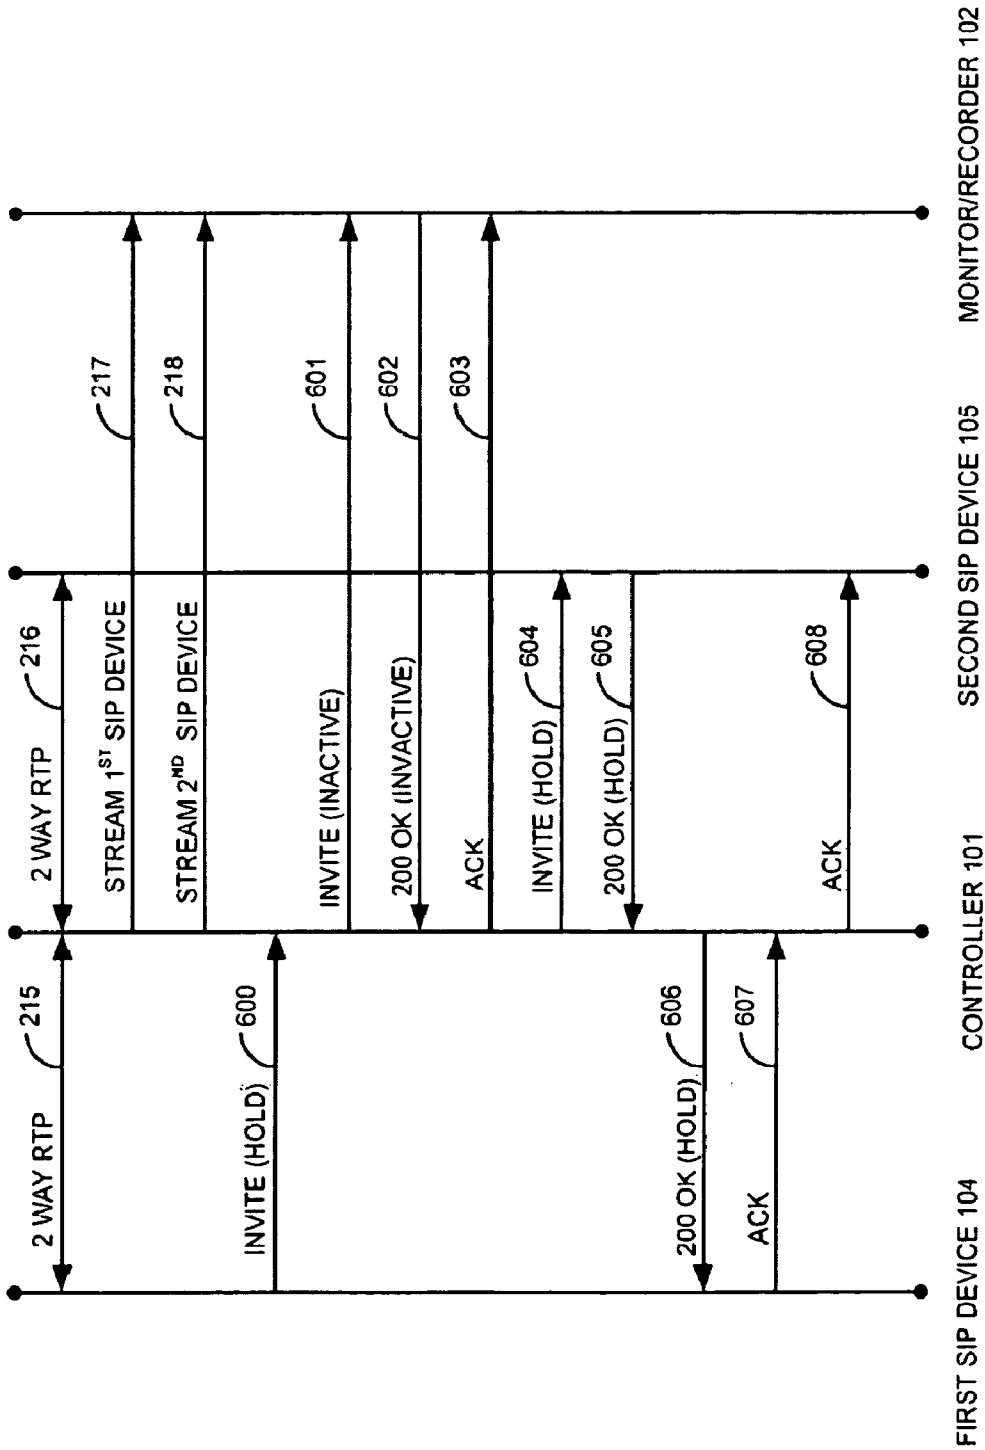 2 WAY RTP
215
2 WAY RTP
216
STREAM 1ST SIP DEVICE
217
STREAM 2ND SIP DEVICE
218
INVITE (HOLD)
600
INVITE (INACTIVE)
601
200 OK (INVACTIVE)
602
ACK
603
INVITE (HOLD)
604
200 OK (HOLD)
605
200 OK (HOLD)
606
ACK
607
ACK
608
FIRST SIP DEVICE 104
CONTROLLER 101
SECOND SIP DEVICE 105
MONITOR/RECORDER 102